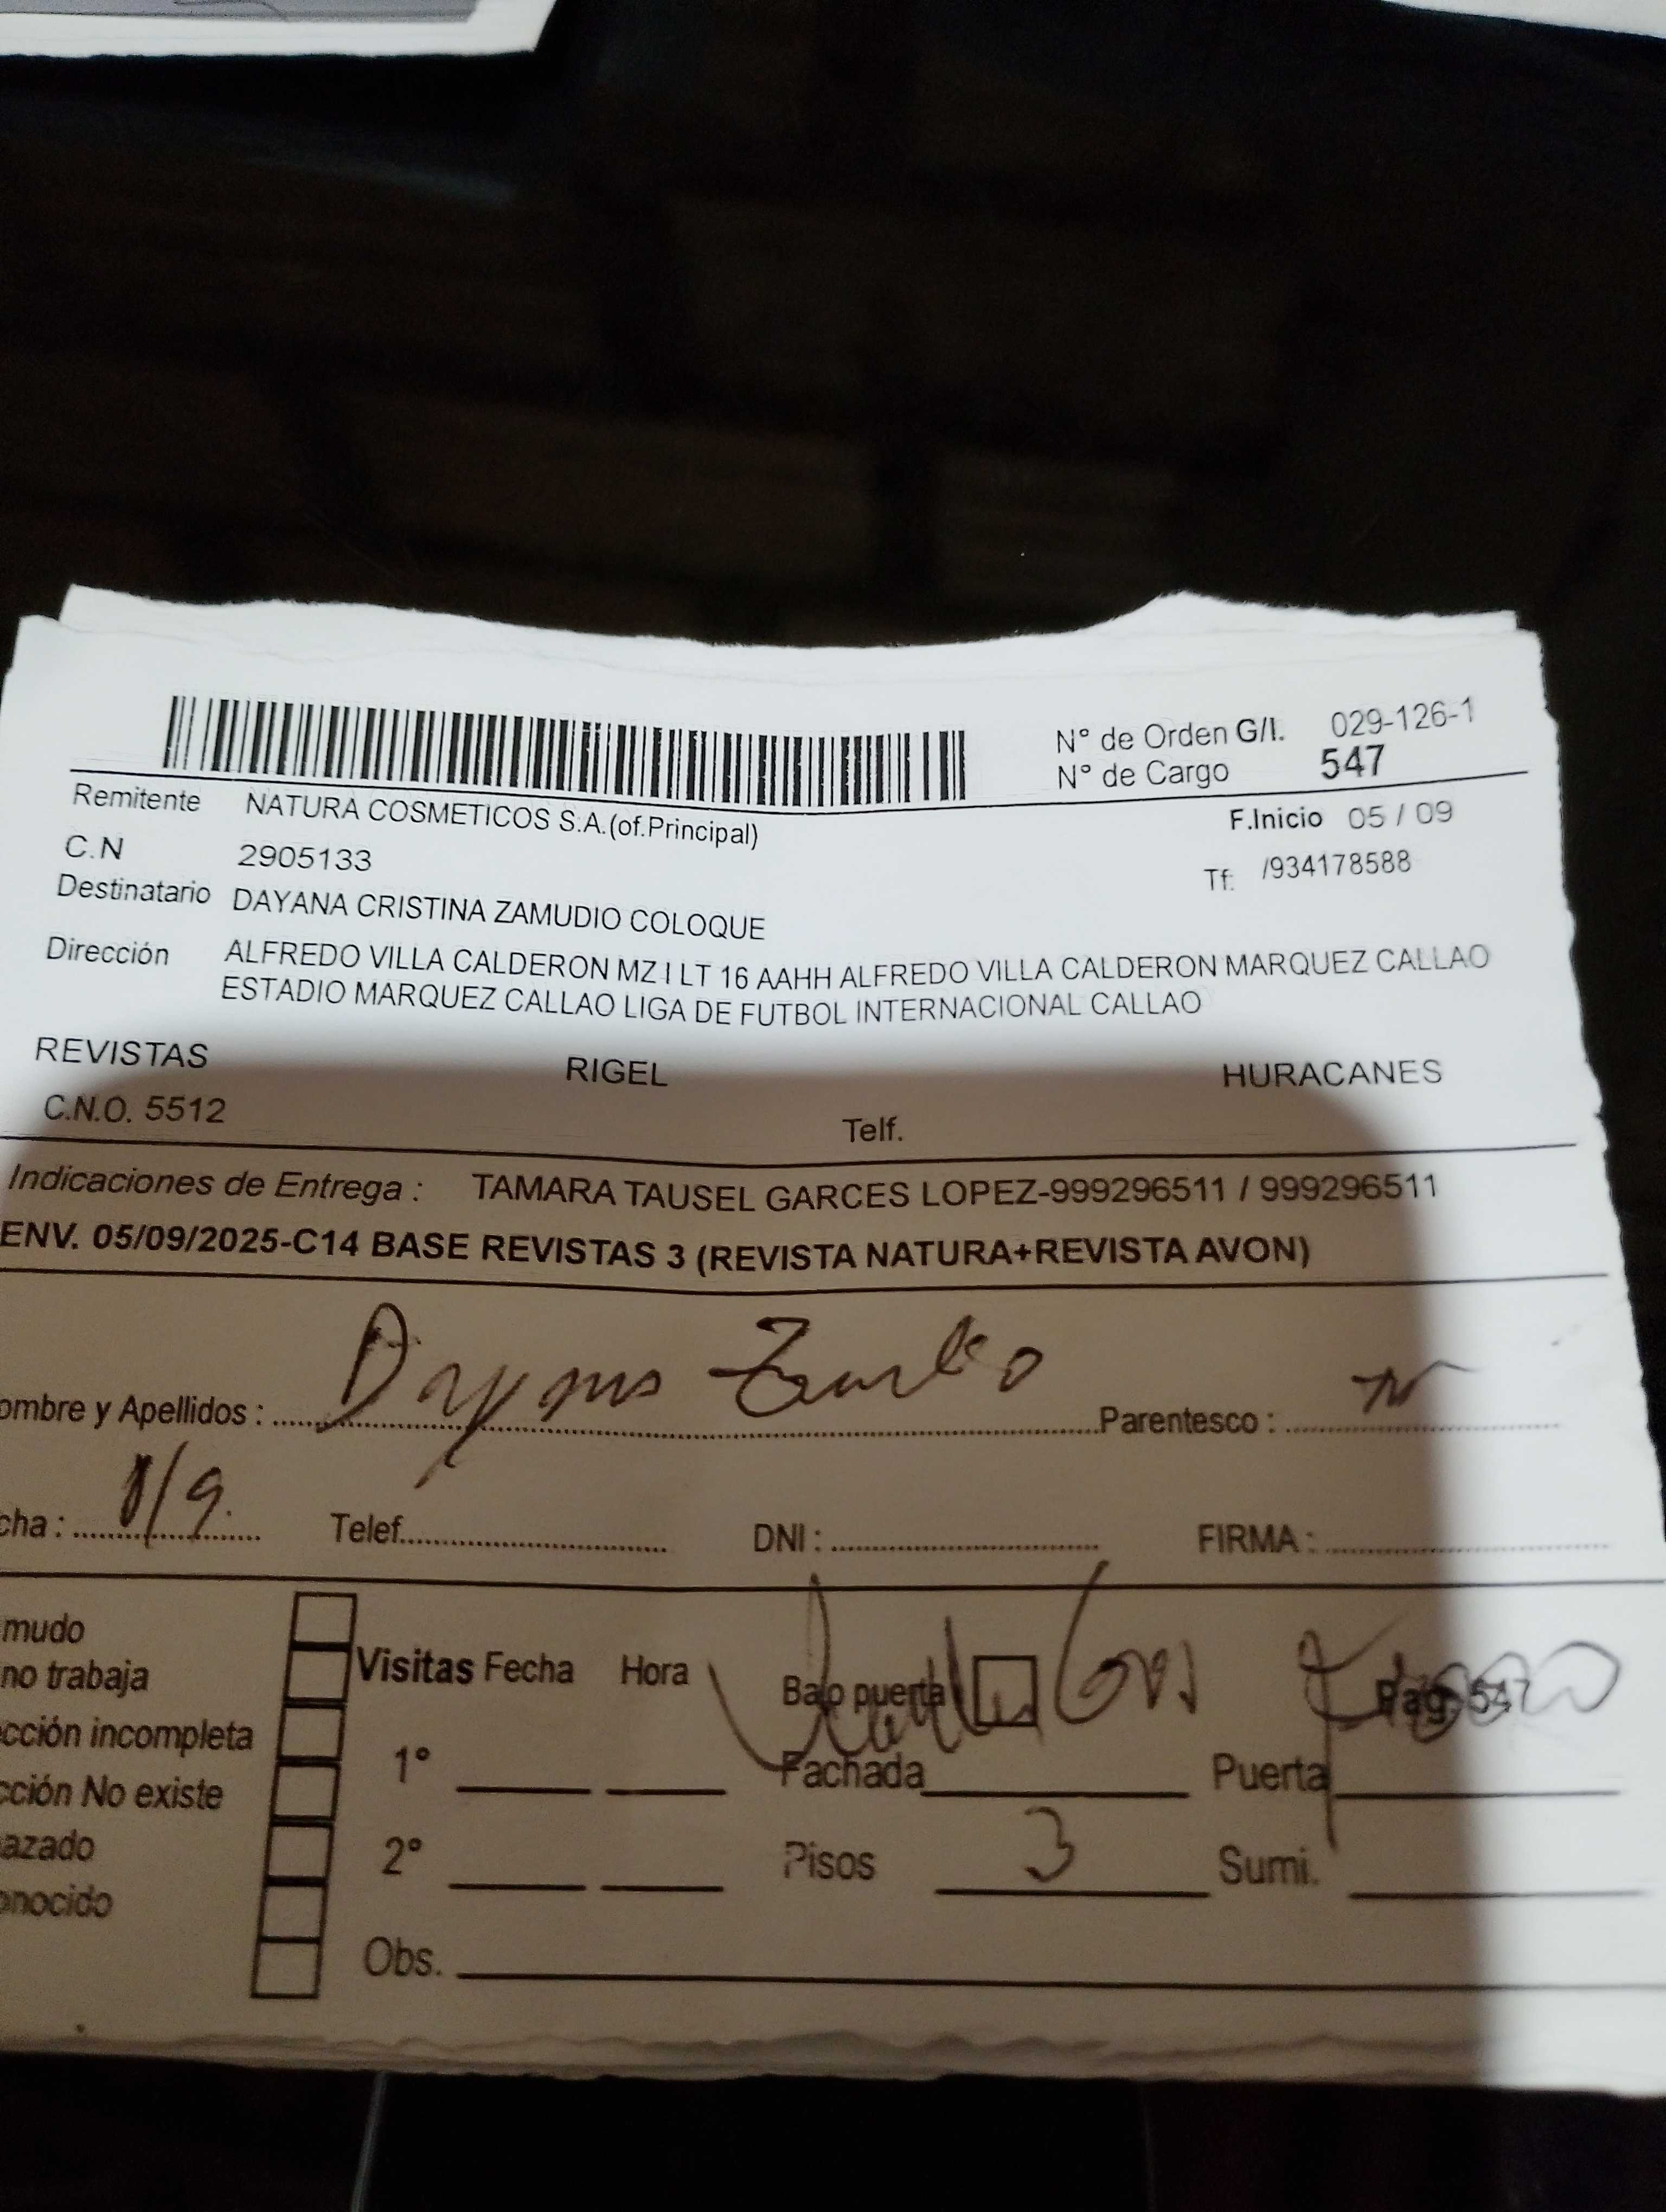 N° de Orden G/I. 029-126-1
N° de Cargo 547
Remitente NATURA COSMETICOS S.A.(of.Principal)
F.Inicio 05 / 09
C.N 2905133
Tf: /934178588
Destinatario DAYANA CRISTINA ZAMUDIO COLOQUE
Dirección ALFREDO VILLA CALDERON MZ I LT 16 AAHH ALFREDO VILLA CALDERON MARQUEZ CALLAO
ESTADIO MARQUEZ CALLAO LIGA DE FUTBOL INTERNACIONAL CALLAO
REVISTAS RIGEL HURACANES
C.N.O. 5512 Telf.
Indicaciones de Entrega : TAMARA TAUSEL GARCES LOPEZ-999296511 / 999296511
ENV. 05/09/2025-C14 BASE REVISTAS 3 (REVISTA NATURA+REVISTA AVON)
ombre y Apellidos : Parentesco :
cha : Telef. DNI : FIRMA :
mudo
no trabaja
Visitas Fecha Hora Bajo puerta Pag: 547
cción incompleta
1° Fachada Puerta
cción No existe
azado
2° Pisos 3 Sumi.
onocido
Obs.